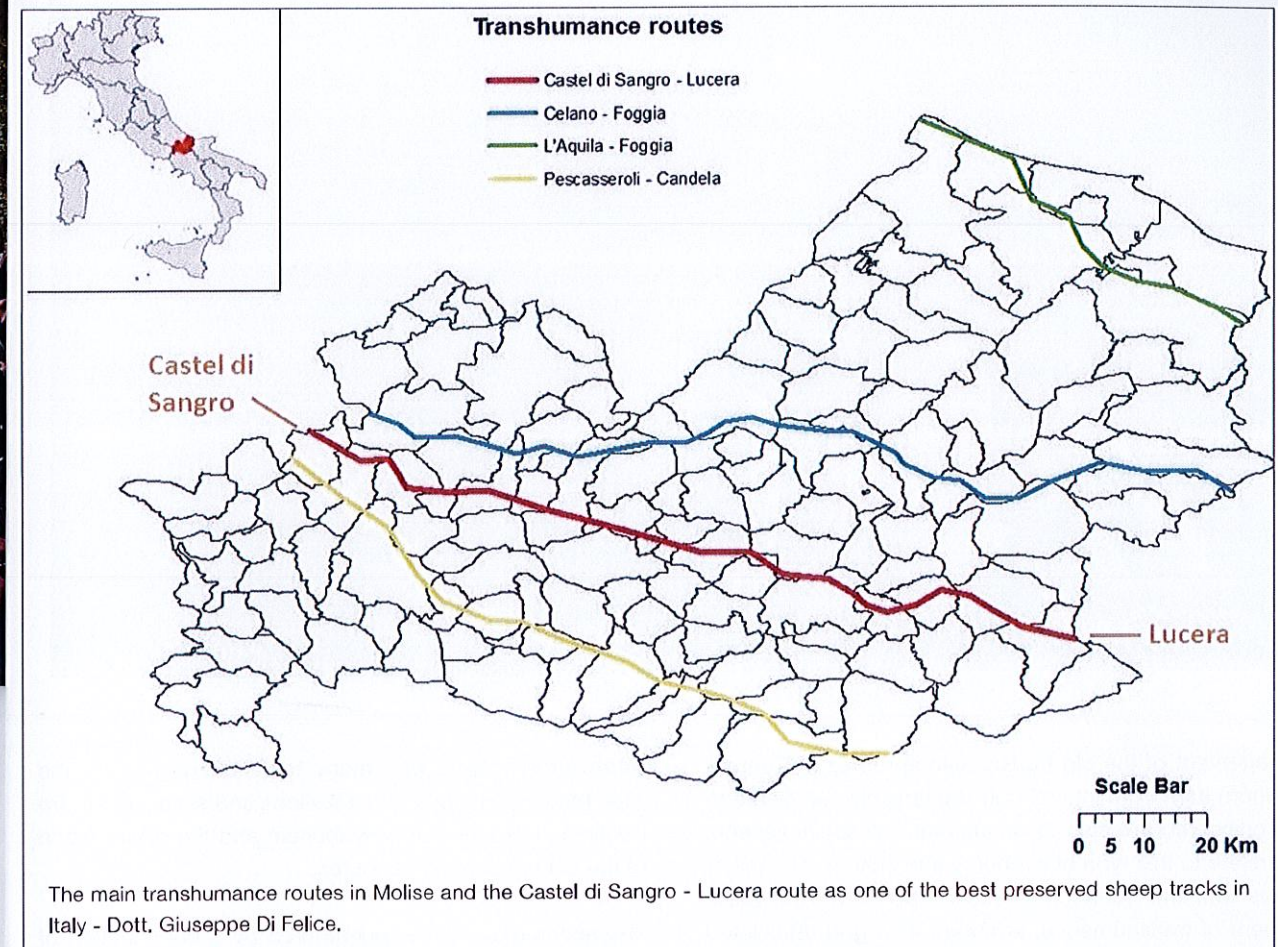 Transhumance routes
Castel di Sangro - Lucera
Celano - Foggia
L'Aquila - Foggia
Pescasseroli - Candela
Castel di
Sangro
Lucera
Scale Bar
0 5 10 20 Km
The main transhumance routes in Molise and the Castel di Sangro - Lucera route as one of the best preserved sheep tracks in
Italy - Dott. Giuseppe Di Felice.